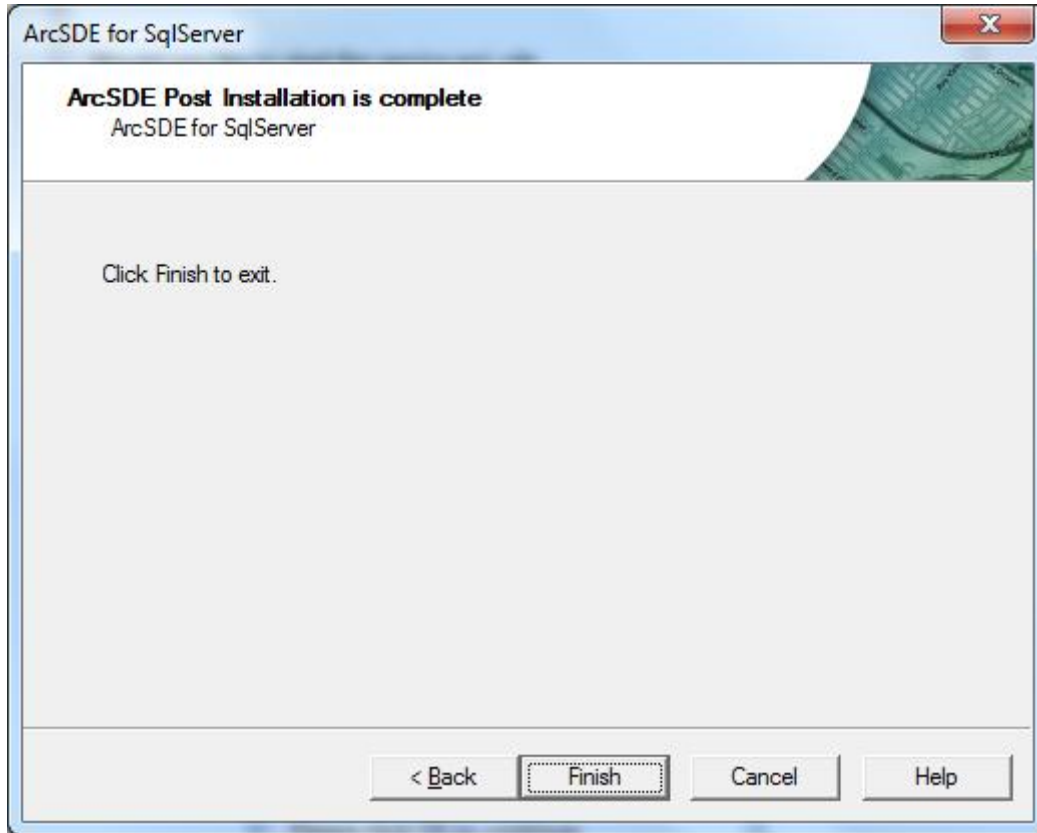 ArcSDE for SqlServer
ArcSDE Post Installation is complete
ArcSDE for SqlServer
Click Finish to exit.
< Back
Finish
Cancel
Help